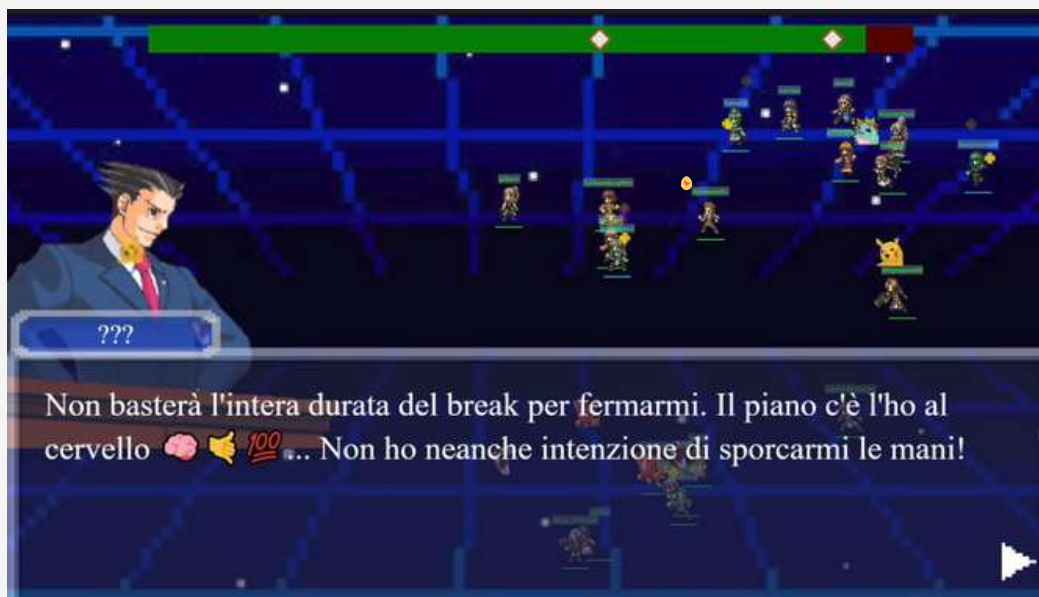 ???
Non basterà l'intera durata del break per fermarmi. Il piano c'è l'ho al
cervello 🧠 🤙 💯 ... Non ho neanche intenzione di sporcarmi le mani!